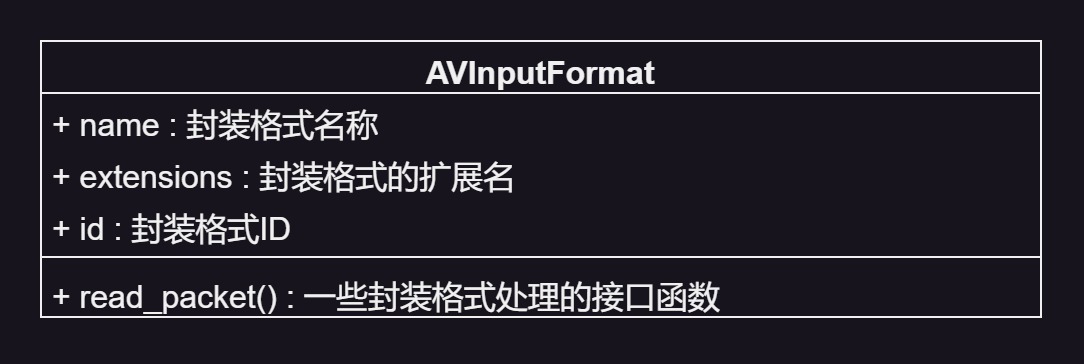 AVInputFormat
+ name : 封装格式名称
+ extensions : 封装格式的扩展名
+ id : 封装格式ID
+ read_packet() : 一些封装格式处理的接口函数